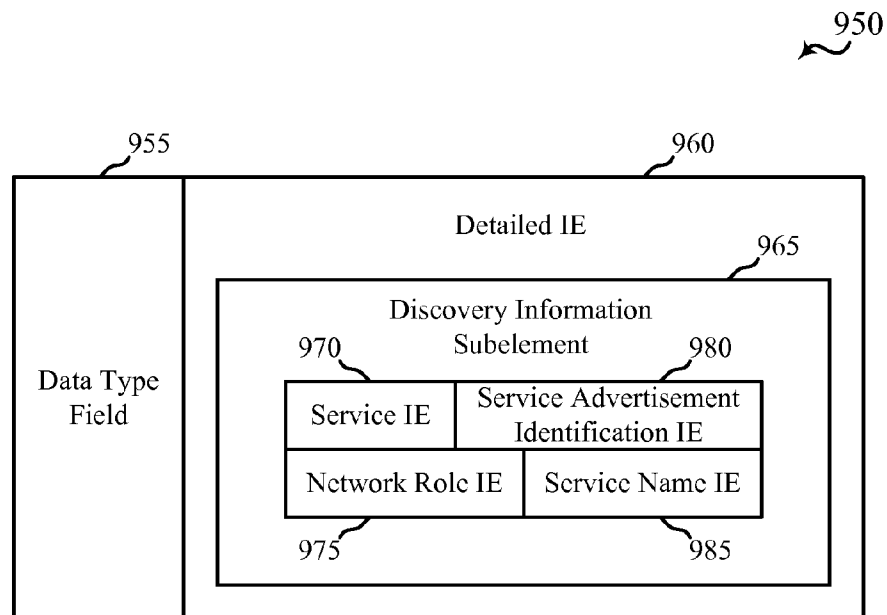 950
955
960
Detailed IE
965
Discovery Information
Subelement
970
980
Data Type
Field
Service IE
Service Advertisement
Identification IE
Network Role IE
Service Name IE
975
985